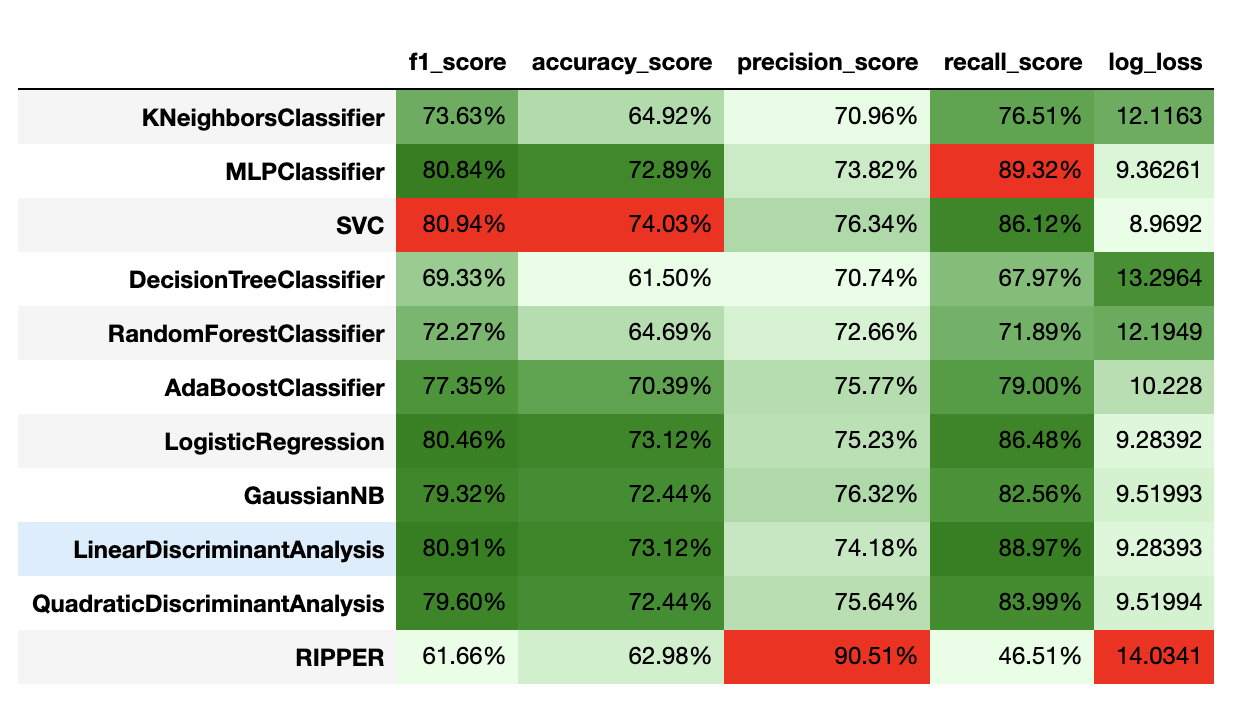 f1_score accuracy_score precision_score recall_score log_loss
KNeighborsClassifier 73.63% 64.92% 70.96% 76.51% 12.1163
MLPClassifier 80.84% 72.89% 73.82% 89.32% 9.36261
SVC 80.94% 74.03% 76.34% 86.12% 8.9692
DecisionTreeClassifier 69.33% 61.50% 70.74% 67.97% 13.2964
RandomForestClassifier 72.27% 64.69% 72.66% 71.89% 12.1949
AdaBoostClassifier 77.35% 70.39% 75.77% 79.00% 10.228
LogisticRegression 80.46% 73.12% 75.23% 86.48% 9.28392
GaussianNB 79.32% 72.44% 76.32% 82.56% 9.51993
LinearDiscriminantAnalysis 80.91% 73.12% 74.18% 88.97% 9.28393
QuadraticDiscriminantAnalysis 79.60% 72.44% 75.64% 83.99% 9.51994
RIPPER 61.66% 62.98% 90.51% 46.51% 14.0341